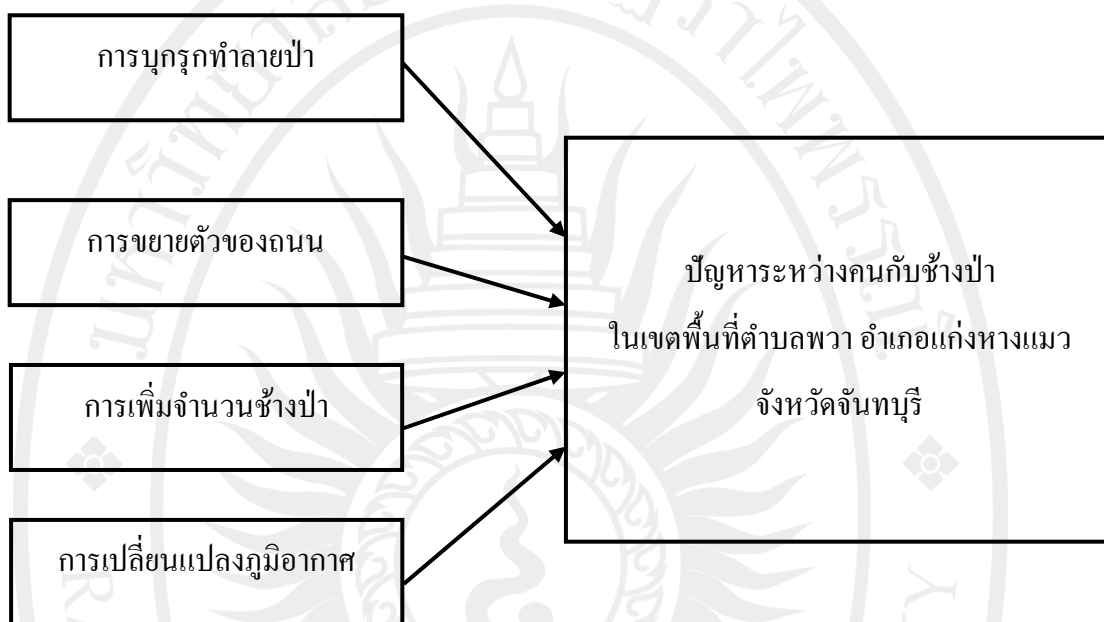 การบุกรุกทำลายป่า
การขยายตัวของถนน
การเพิ่มจำนวนช้างป่า
การเปลี่ยนแปลงภูมิอากาศ
ปัญหาระหว่างคนกับช้างป่า
ในเขตพื้นที่ตำบลพวา อำเภอแก่งหางแมว
จังหวัดจันทบุรี